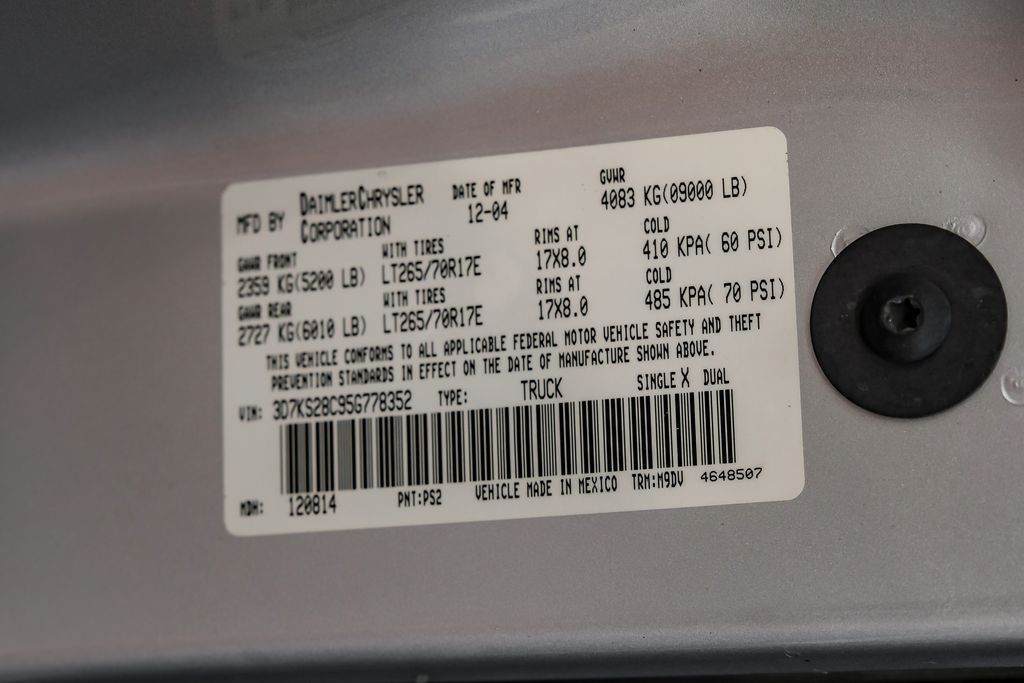 MFD BY DAIMLERCHRYSLER CORPORATION DATE OF MFR 12-04 GVWR 4083 KG(09000 LB)
GAWR FRONT WITH TIRES RIMS AT COLD
2359 KG(5200 LB) LT265/70R17E 17X8.0 410 KPA( 60 PSI)
GAWR REAR WITH TIRES RIMS AT COLD
2727 KG(6010 LB) LT265/70R17E 17X8.0 485 KPA( 70 PSI)
THIS VEHICLE CONFORMS TO ALL APPLICABLE FEDERAL MOTOR VEHICLE SAFETY AND THEFT
PREVENTION STANDARDS IN EFFECT ON THE DATE OF MANUFACTURE SHOWN ABOVE.
VIN: 3D7KS28C95G778352 TYPE: TRUCK SINGLE X DUAL
MDH: 120814 PNT:PS2 VEHICLE MADE IN MEXICO TRM:M9DV 4648507